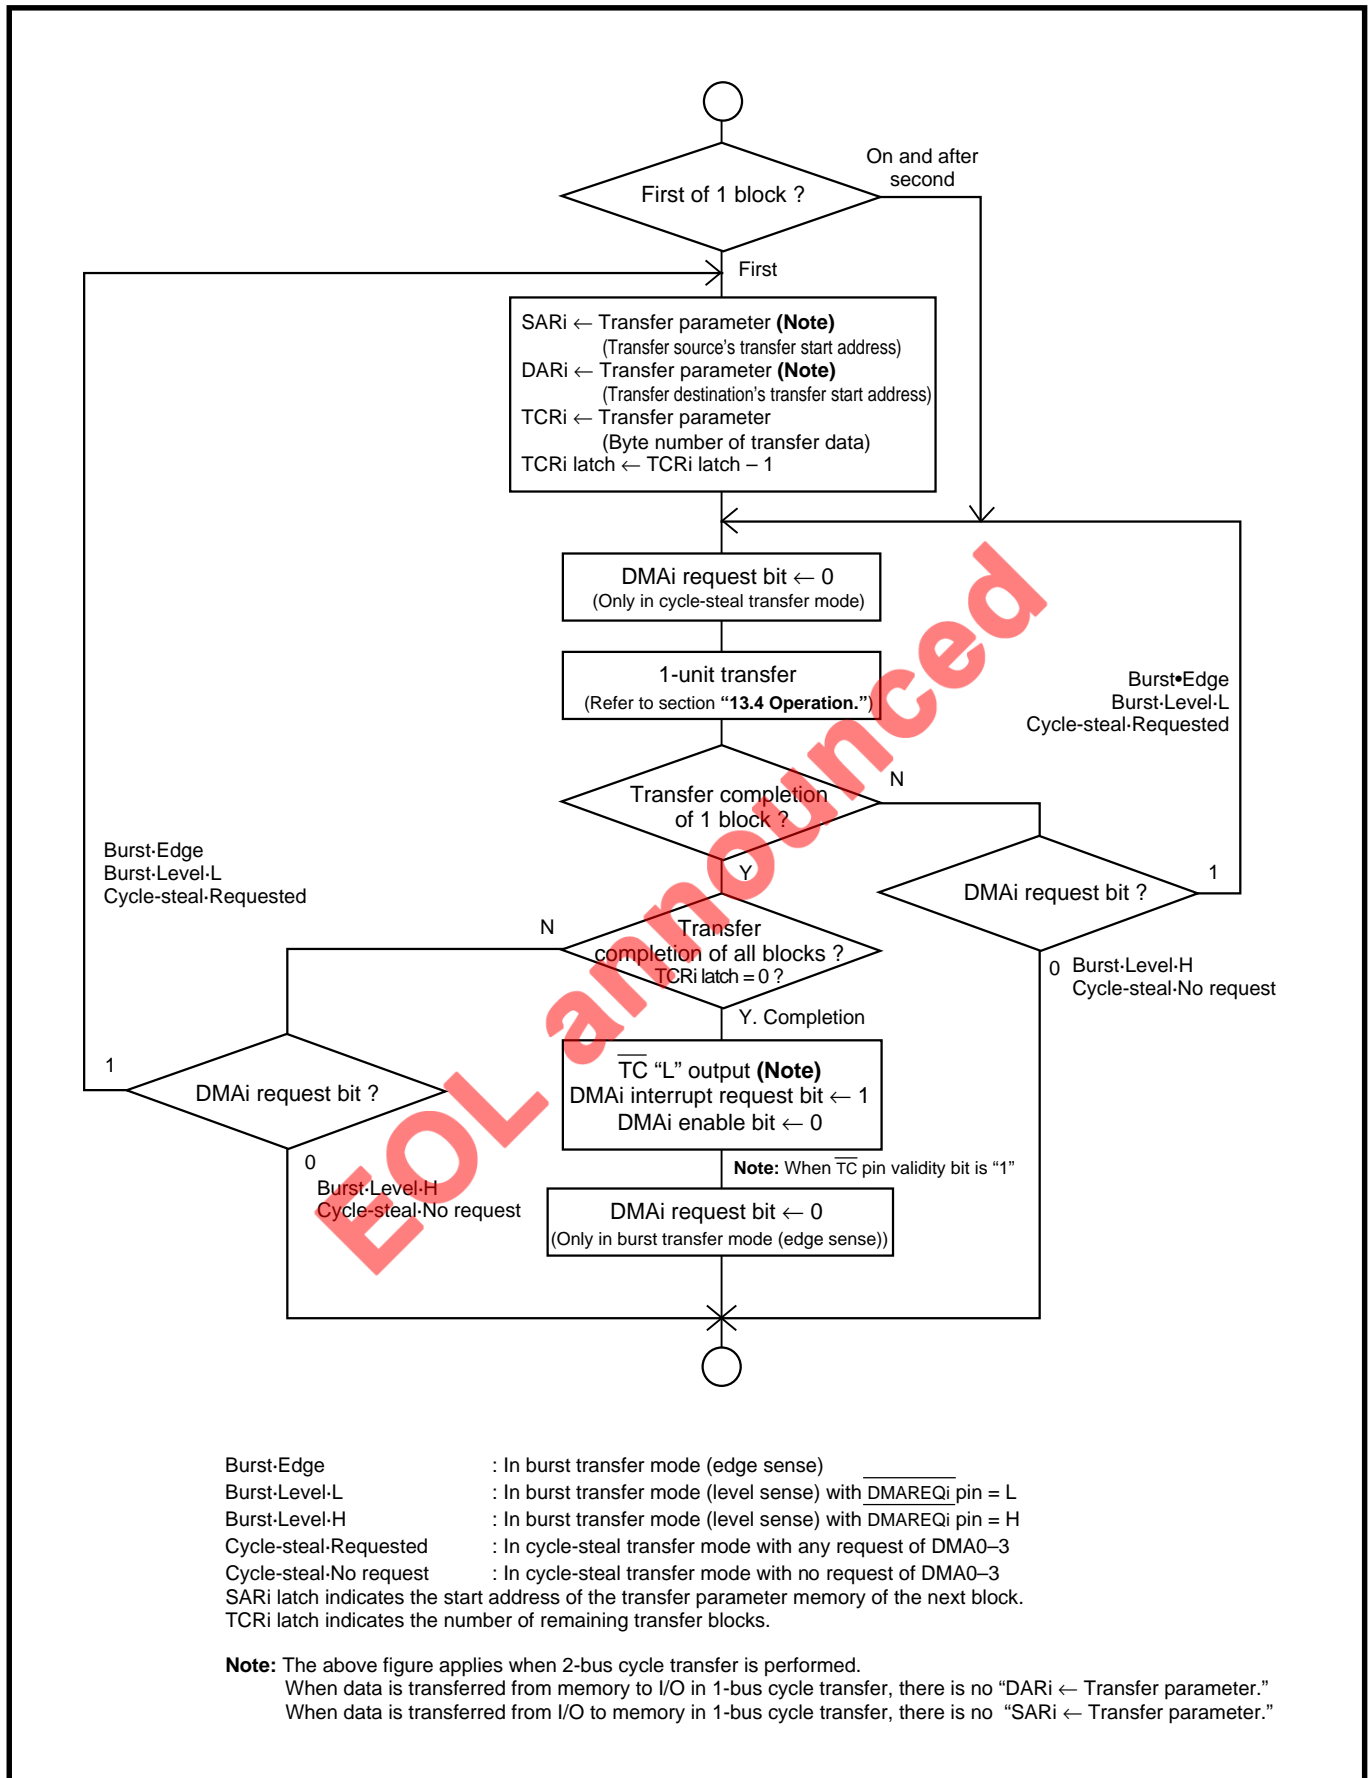 On and after
second
First of 1 block ?
First
SARi ← Transfer parameter (Note)
(Transfer source's transfer start address)
DARi ← Transfer parameter (Note)
(Transfer destination's transfer start address)
TCRi ← Transfer parameter
(Byte number of transfer data)
TCRi latch ← TCRi latch – 1
DMAi request bit ← 0
(Only in cycle-steal transfer mode)
1-unit transfer
(Refer to section “13.4 Operation.”)
Burst•Edge
Burst·Level·L
Cycle-steal·Requested
N
Transfer completion
of 1 block ?
Y
Burst·Edge
Burst·Level·L
Cycle-steal·Requested
DMAi request bit ?
1
N
Transfer
completion of all blocks ?
TCRi latch = 0 ?
0 Burst·Level·H
Cycle-steal·No request
Y. Completion
1
DMAi request bit ?
TC “L” output (Note)
DMAi interrupt request bit ← 1
DMAi enable bit ← 0
0
Burst·Level·H
Cycle-steal·No request
Note: When TC pin validity bit is “1”
DMAi request bit ← 0
(Only in burst transfer mode (edge sense))
EOL announced
Burst·Edge : In burst transfer mode (edge sense)
Burst·Level·L : In burst transfer mode (level sense) with DMAREQi pin = L
Burst·Level·H : In burst transfer mode (level sense) with DMAREQi pin = H
Cycle-steal·Requested : In cycle-steal transfer mode with any request of DMA0–3
Cycle-steal·No request : In cycle-steal transfer mode with no request of DMA0–3
SARi latch indicates the start address of the transfer parameter memory of the next block.
TCRi latch indicates the number of remaining transfer blocks.
Note: The above figure applies when 2-bus cycle transfer is performed.
When data is transferred from memory to I/O in 1-bus cycle transfer, there is no “DARi ← Transfer parameter.”
When data is transferred from I/O to memory in 1-bus cycle transfer, there is no “SARi ← Transfer parameter.”